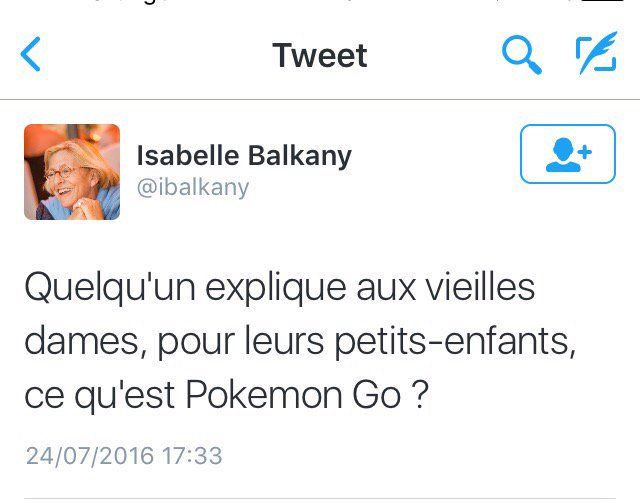 Tweet
Isabelle Balkany
@ibalkany
Quelqu'un explique aux vieilles
dames, pour leurs petits-enfants,
ce qu'est Pokemon Go ?
24/07/2016 17:33